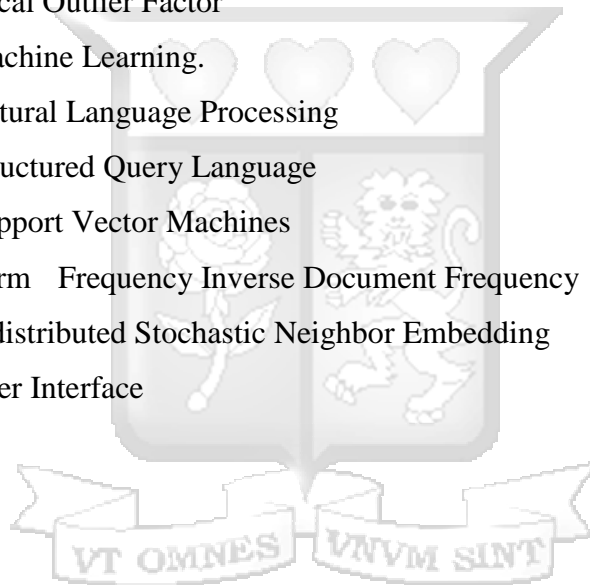 cal Outlier Factor
achine Learning.
tural Language Processing
uctured Query Language
pport Vector Machines
rm Frequency Inverse Document Frequency
distributed Stochastic Neighbor Embedding
er Interface
VT OMNES VNVM SINT